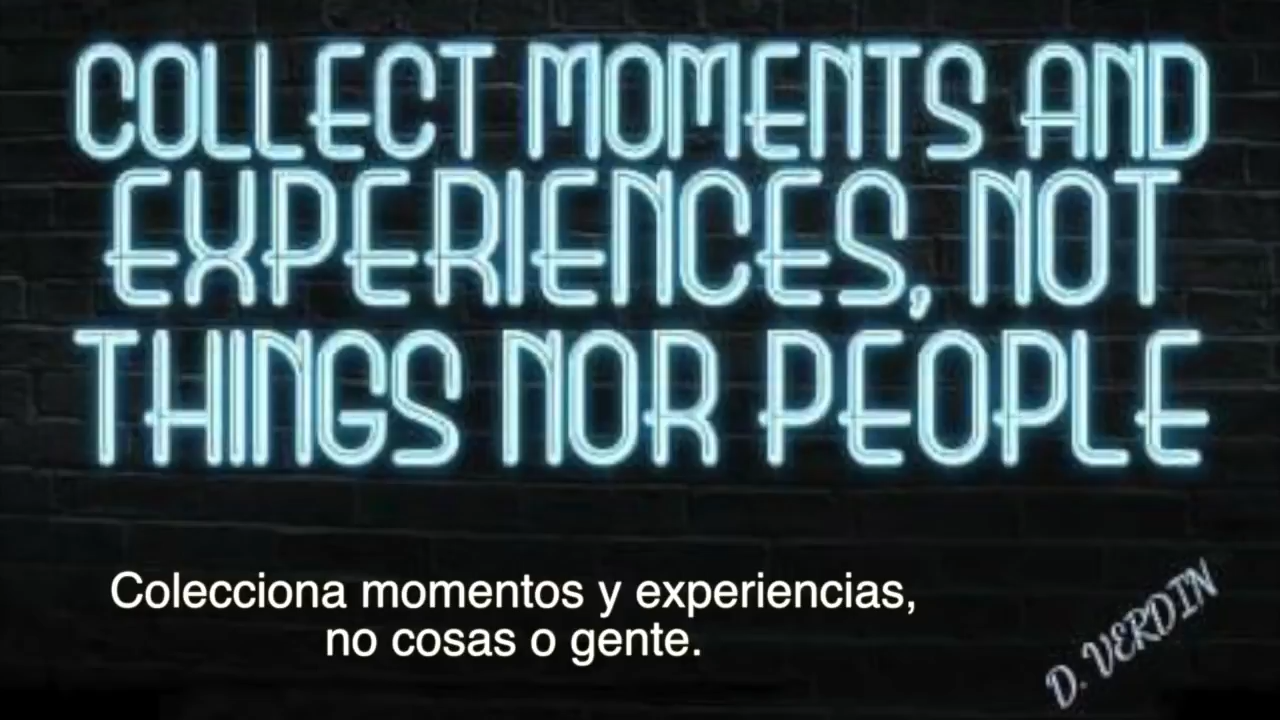 COLLECT MOMENTS AND
EXPERIENCES, NOT
THINGS NOR PEOPLE
Colecciona momentos y experiencias,
no cosas o gente.
D. VERDIN